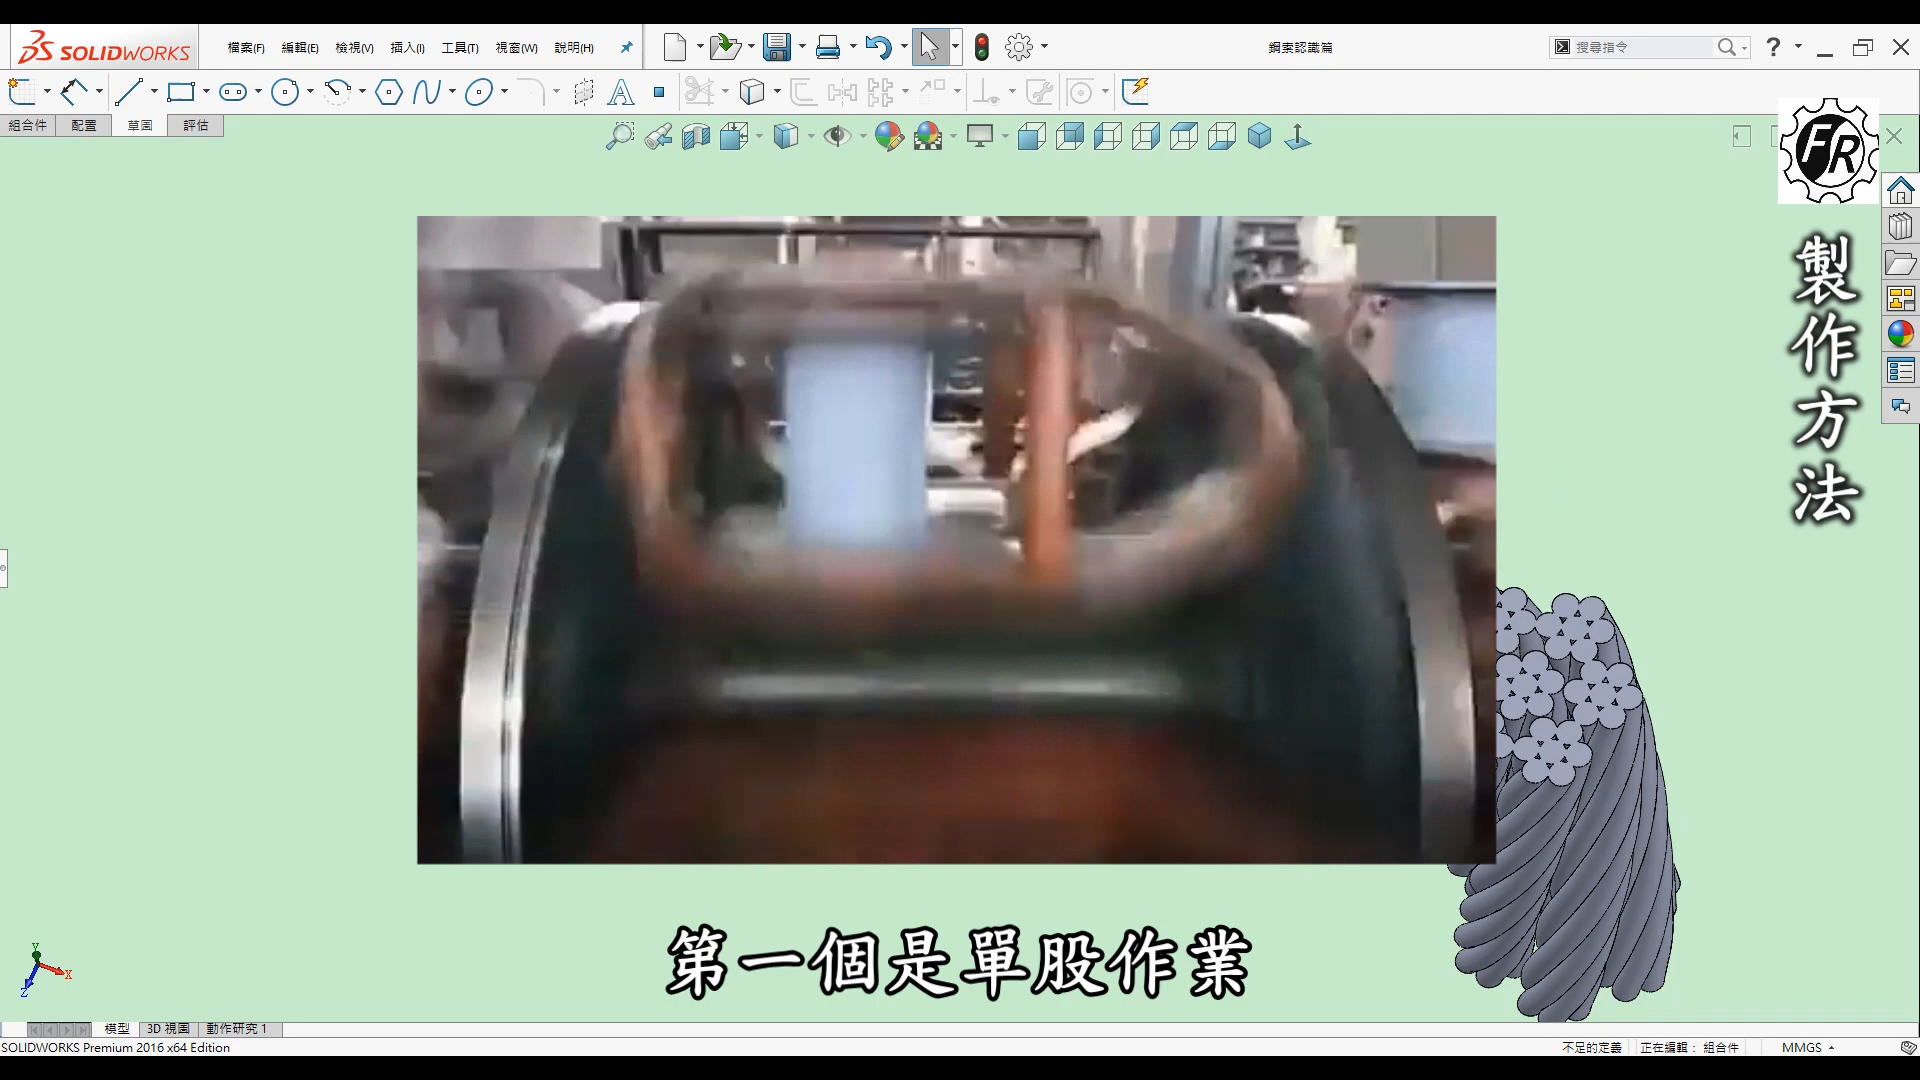 SOLIDWORKS
檔案(F) 編輯(E) 檢視(V) 插入(I) 工具(T) 視窗(W) 說明(H)
鋼索認識篇
搜尋指令
組合件 配置 草圖 評估
FR
製作方法
第一個是單股作業
Y
X
Z
模型 3D 視圖 動作研究 1
SOLIDWORKS Premium 2016 x64 Edition
不足的定義 正在編輯： 組合件 MMGS